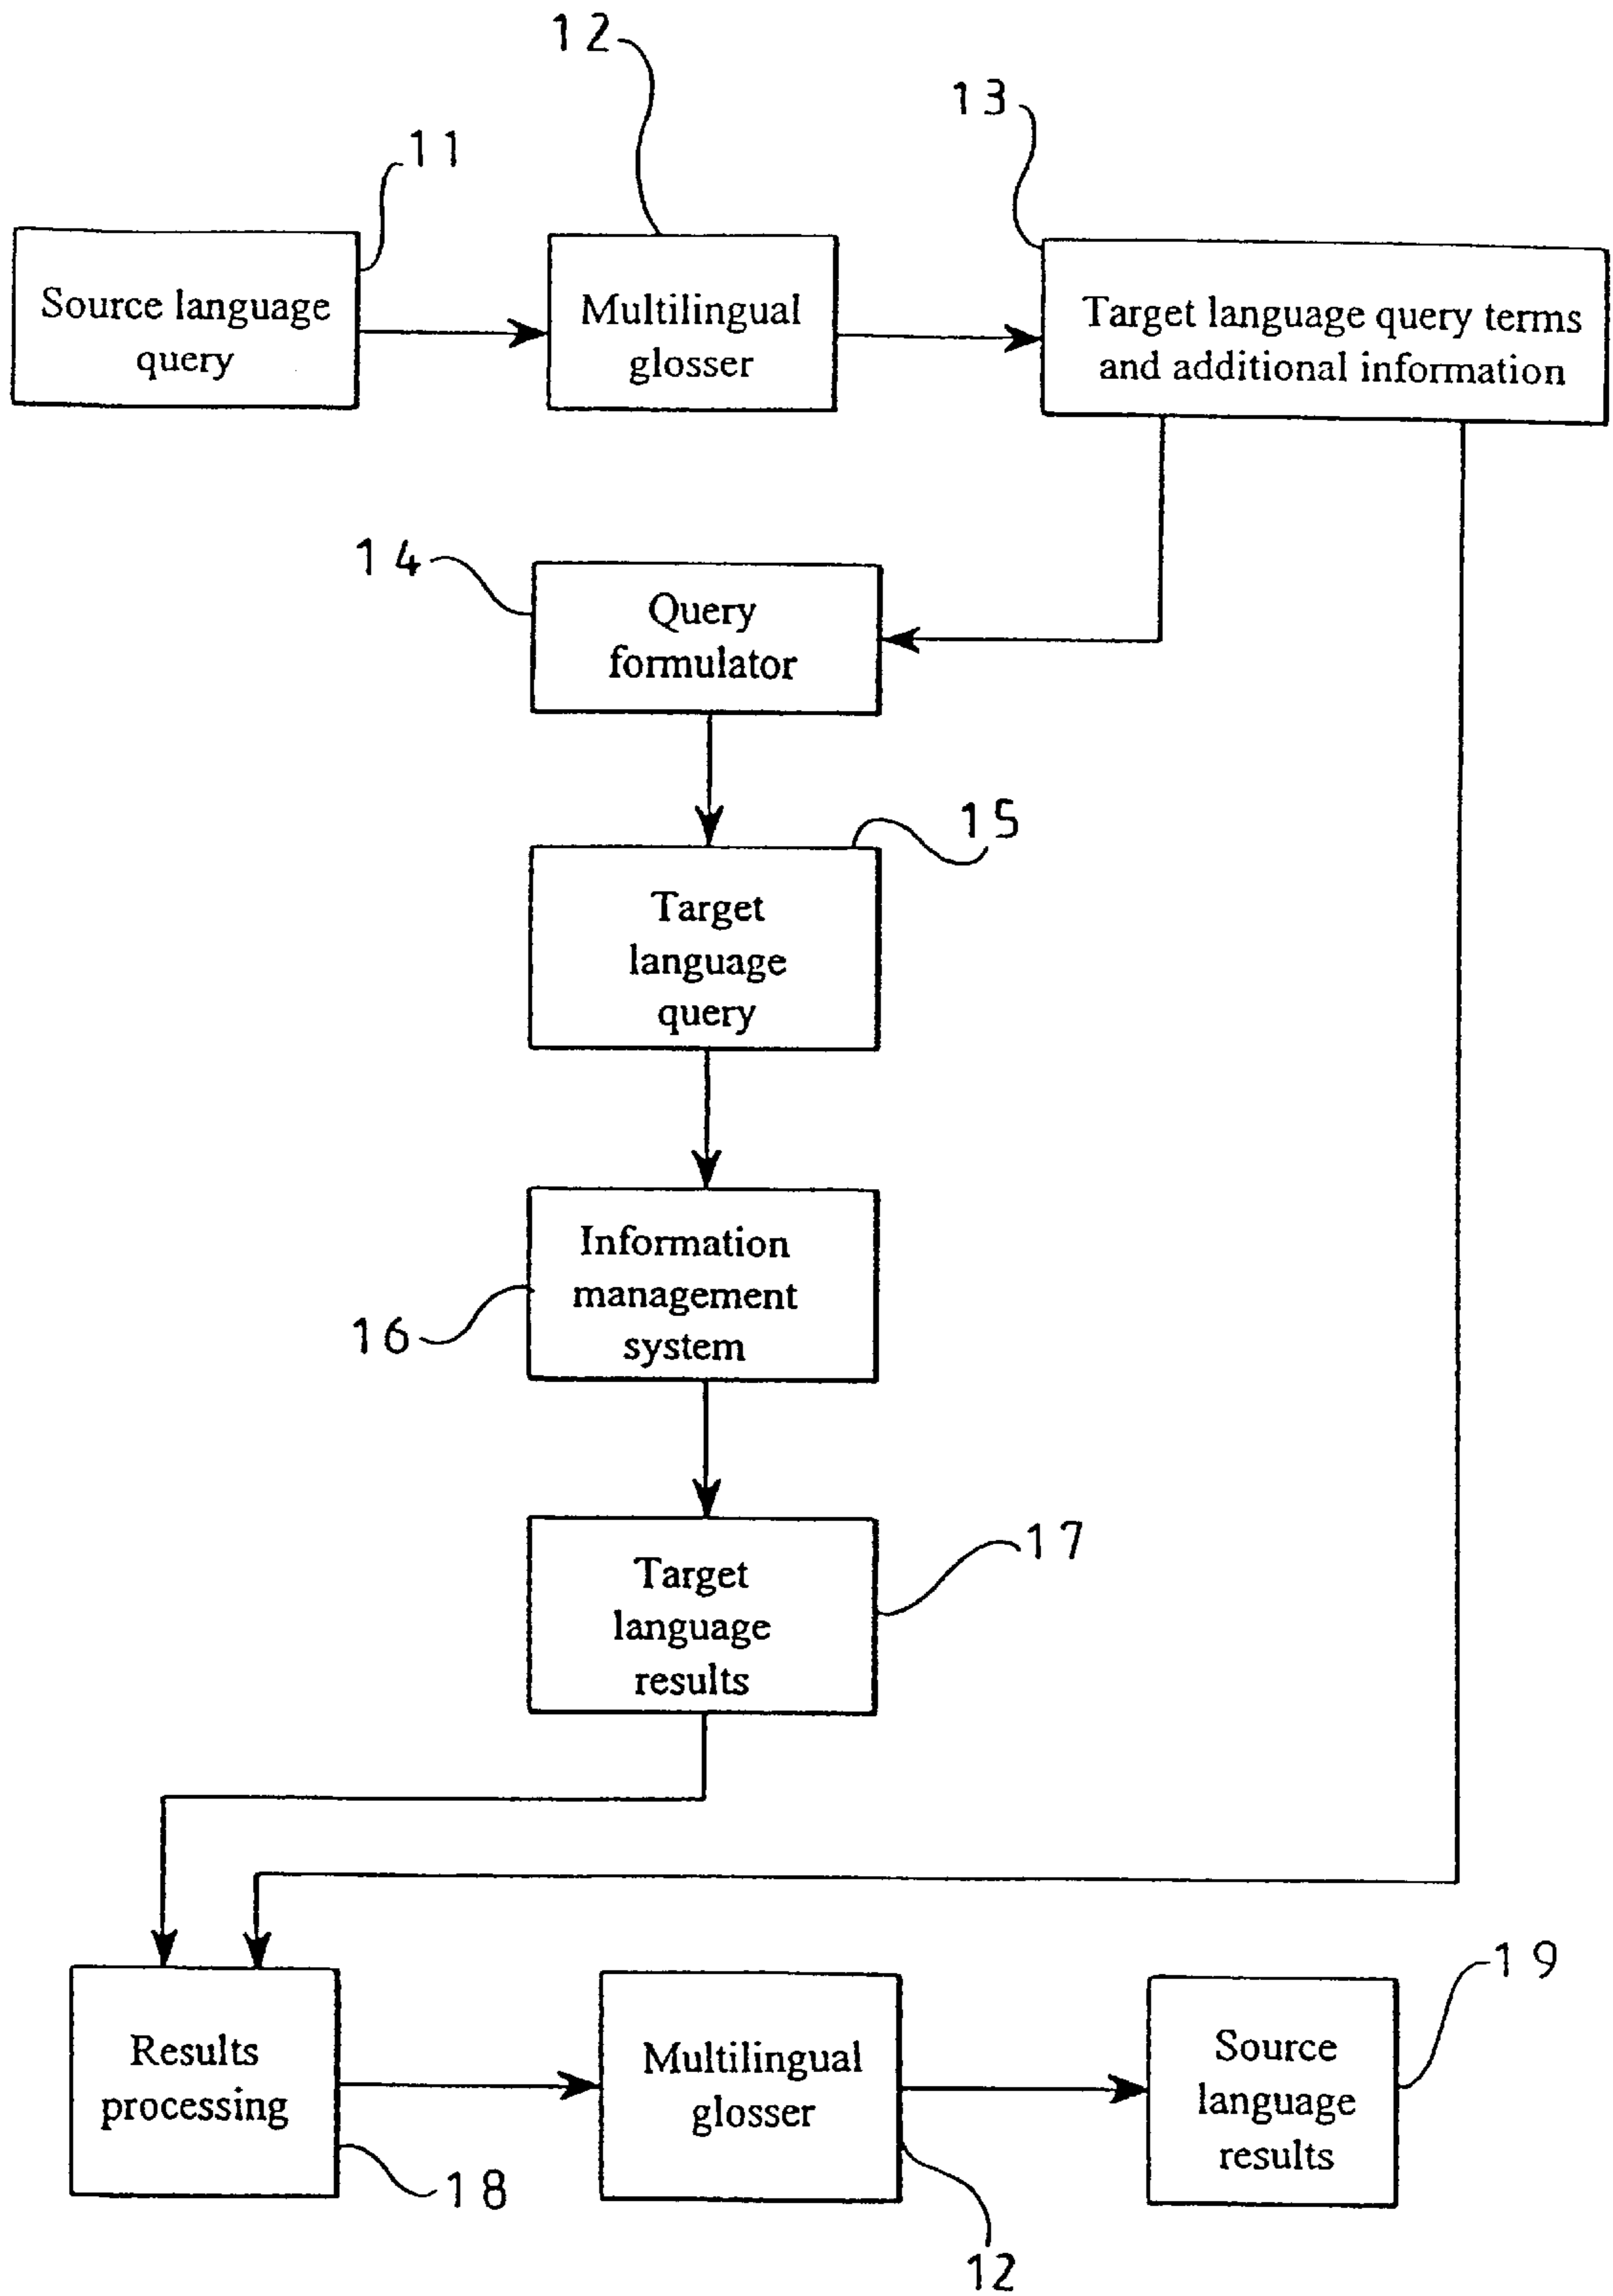 12
13
11
Source language
query
Multilingual
glosser
Target language query terms
and additional information
14
Query
formulator
15
Target
language
query
Information
management
system
16
17
Target
language
results
19
Results
processing
Multilingual
glosser
Source
language
results
18
12